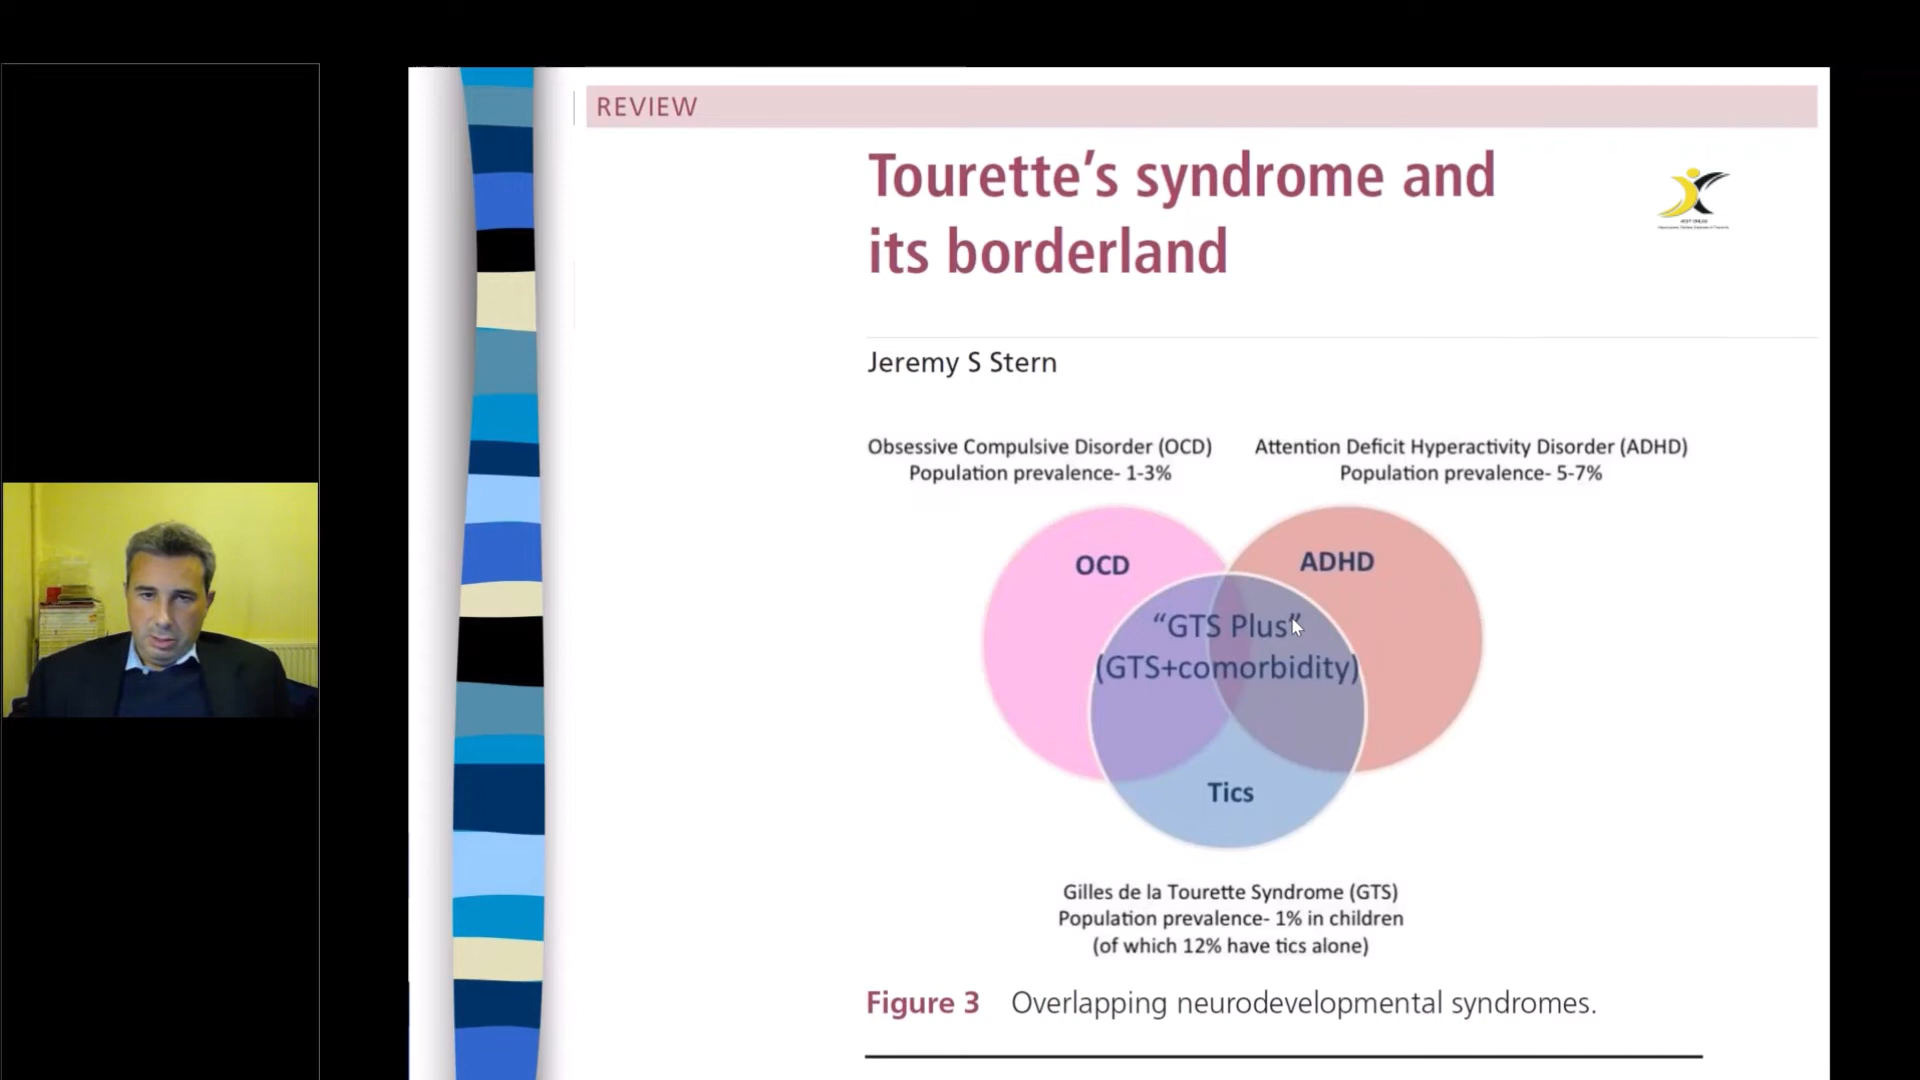 REVIEW
Tourette’s syndrome and
its borderland
Jeremy S Stern
Obsessive Compulsive Disorder (OCD)
Population prevalence- 1-3%
Attention Deficit Hyperactivity Disorder (ADHD)
Population prevalence- 5-7%
OCD
ADHD
“GTS Plus”
(GTS+comorbidity)
Tics
Gilles de la Tourette Syndrome (GTS)
Population prevalence- 1% in children
(of which 12% have tics alone)
Figure 3 Overlapping neurodevelopmental syndromes.